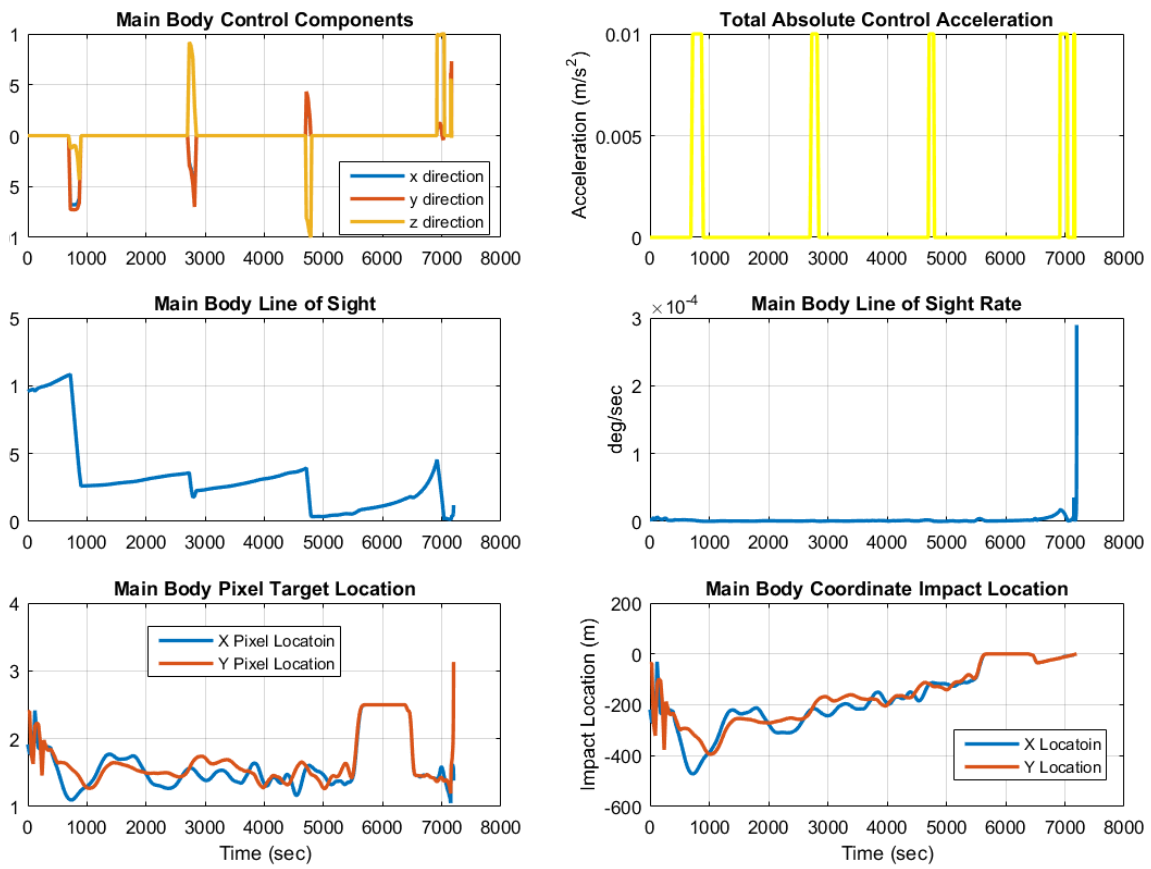 Main Body Control Components
1
5
0
5
1
x direction
y direction
z direction
0 1000 2000 3000 4000 5000 6000 7000 8000
Total Absolute Control Acceleration
Acceleration (m/s2)
0.01
0.005
0
0 1000 2000 3000 4000 5000 6000 7000 8000
Main Body Line of Sight
5
1
5
0
0 1000 2000 3000 4000 5000 6000 7000 8000
Main Body Line of Sight Rate
×10-4
deg/sec
3
2
1
0
0 1000 2000 3000 4000 5000 6000 7000 8000
Main Body Pixel Target Location
4
3
2
1
X Pixel Locatoin
Y Pixel Location
0 1000 2000 3000 4000 5000 6000 7000 8000
Time (sec)
Main Body Coordinate Impact Location
Impact Location (m)
200
0
-200
-400
-600
X Locatoin
Y Location
0 1000 2000 3000 4000 5000 6000 7000 8000
Time (sec)